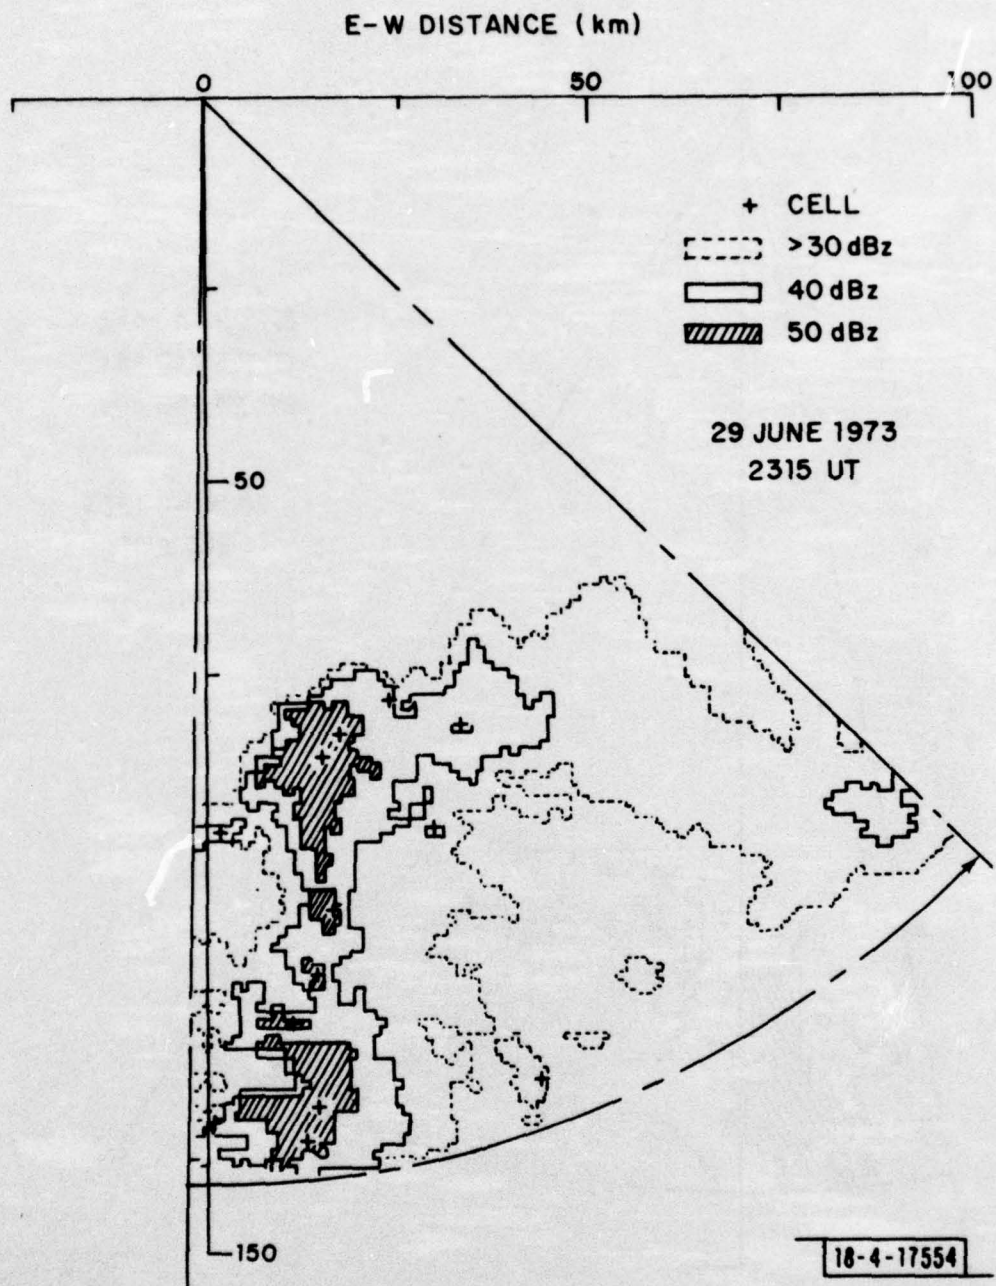 E-W DISTANCE (km)
0 50 100
+ CELL
>30 dBz
40 dBz
50 dBz
29 JUNE 1973
2315 UT
50
150
18-4-17554